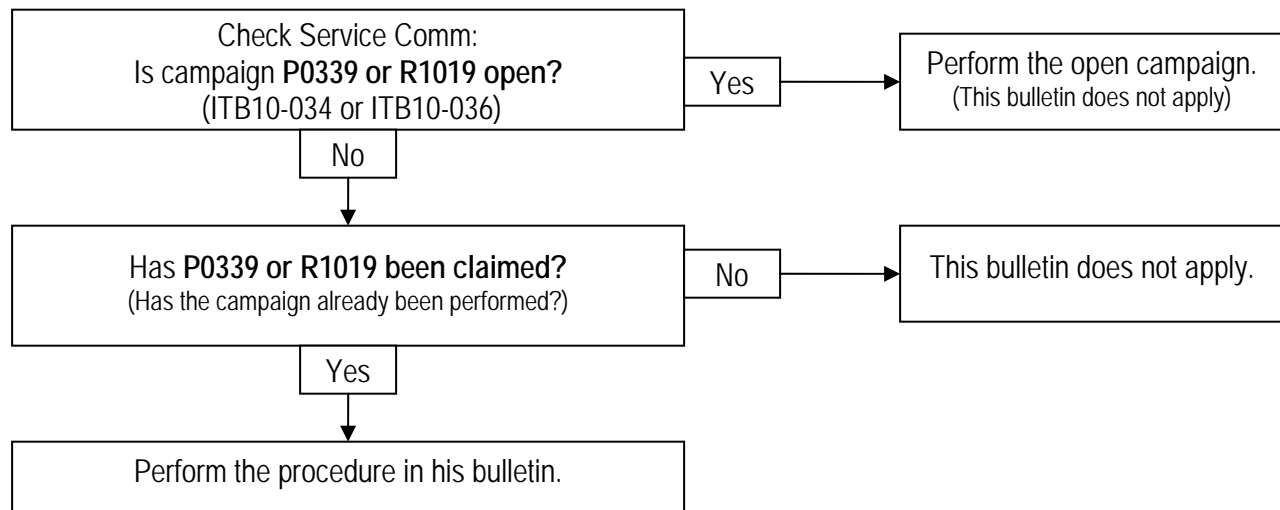 Check Service Comm:
Is campaign P0339 or R1019 open?
(ITB10-034 or ITB10-036)
Yes
Perform the open campaign.
(This bulletin does not apply)
No
Has P0339 or R1019 been claimed?
(Has the campaign already been performed?)
No
This bulletin does not apply.
Yes
Perform the procedure in his bulletin.